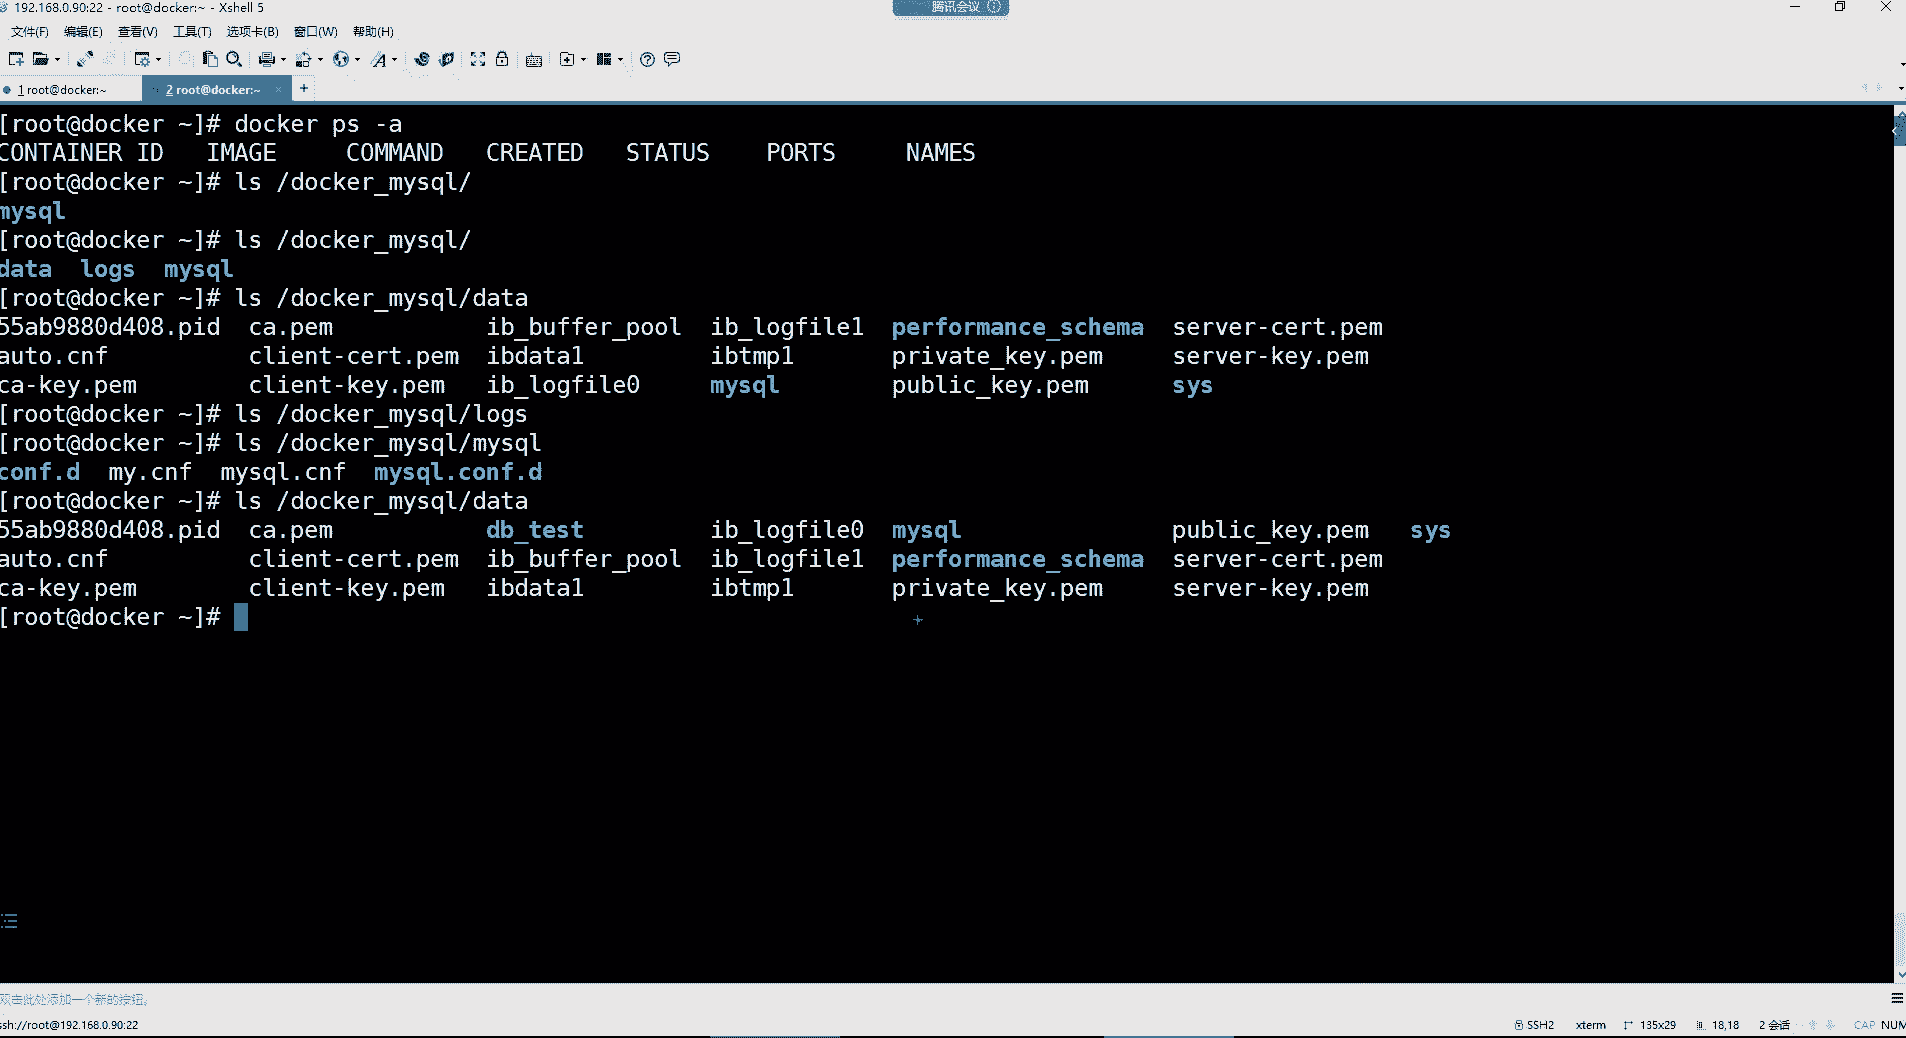 192.168.0.90:22 - root@docker:~ - Xshell 5
腾讯会议
文件(F) 编辑(E) 查看(V) 工具(T) 选项卡(B) 窗口(W) 帮助(H)
1 root@docker:~ 2 root@docker:~ × +
[root@docker ~]# docker ps -a
CONTAINER ID IMAGE COMMAND CREATED STATUS PORTS NAMES
[root@docker ~]# ls /docker_mysql/
mysql
[root@docker ~]# ls /docker_mysql/
data logs mysql
[root@docker ~]# ls /docker_mysql/data
55ab9880d408.pid ca.pem ib_buffer_pool ib_logfile1 performance_schema server-cert.pem
auto.cnf client-cert.pem ibdata1 ibtmp1 private_key.pem server-key.pem
ca-key.pem client-key.pem ib_logfile0 mysql public_key.pem sys
[root@docker ~]# ls /docker_mysql/logs
[root@docker ~]# ls /docker_mysql/mysql
conf.d my.cnf mysql.cnf mysql.conf.d
[root@docker ~]# ls /docker_mysql/data
55ab9880d408.pid ca.pem db_test ib_logfile0 mysql public_key.pem sys
auto.cnf client-cert.pem ib_buffer_pool ib_logfile1 performance_schema server-cert.pem
ca-key.pem client-key.pem ibdata1 ibtmp1 private_key.pem server-key.pem
[root@docker ~]#
双击此处添加一个新的按钮。
ssh://root@192.168.0.90:22 SSH2 xterm 135x29 18,18 2 会话 CAP NUM